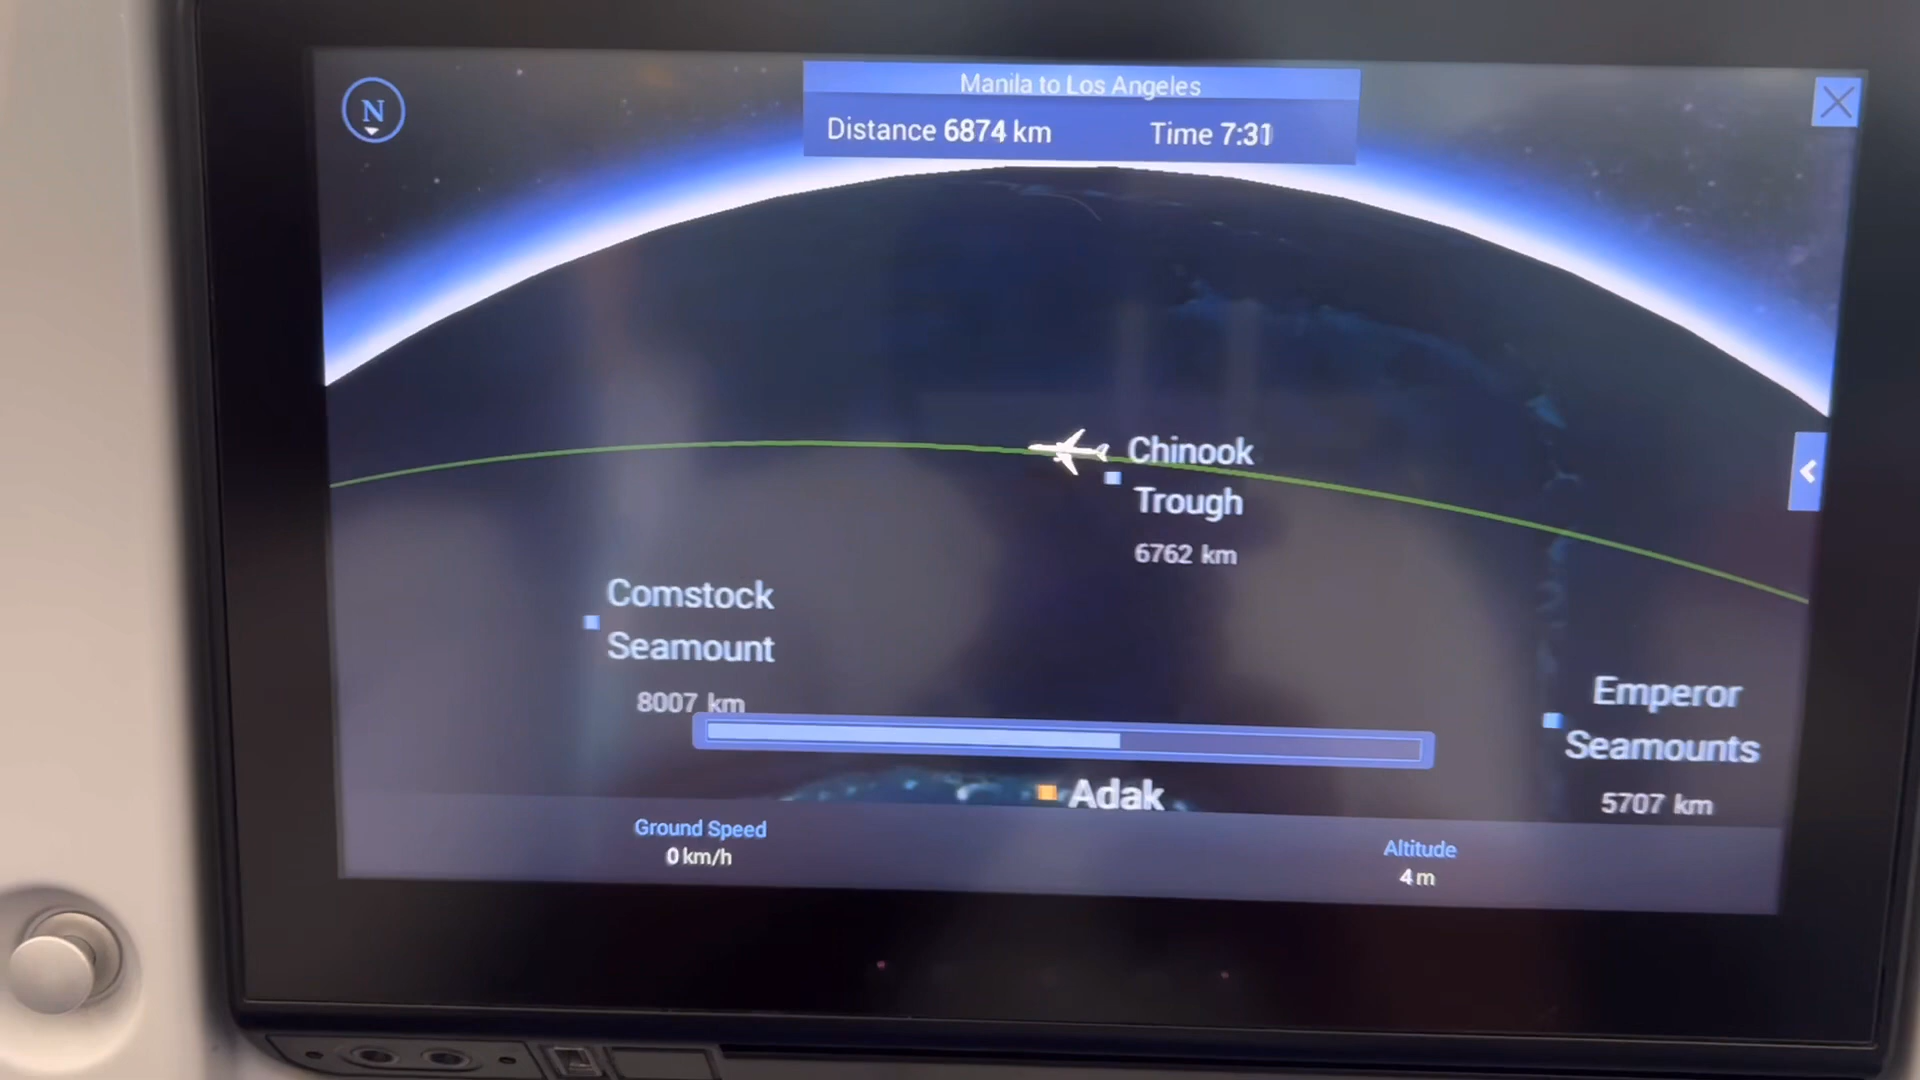 N
Manila to Los Angeles
Distance 6874 km
Time 7:31
Chinook
Trough
6762 km
Comstock
Seamount
8007 km
Emperor
Seamounts
5707 km
Adak
Ground Speed
0 km/h
Altitude
4 m